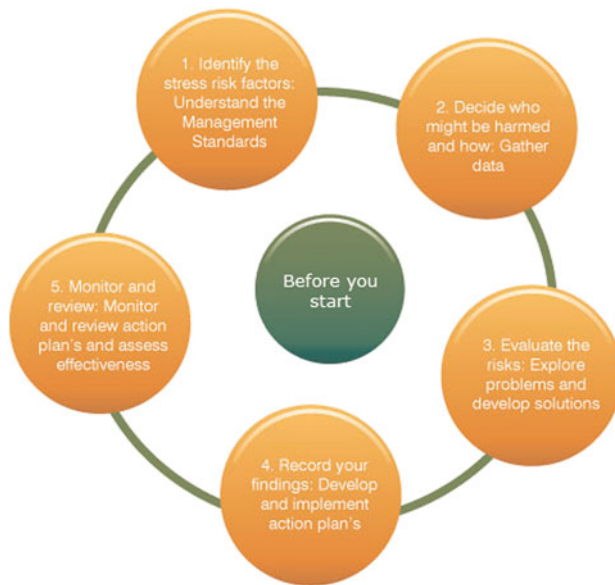 1. Identify the
stress risk factors:
Understand the
Management
Standards
2. Decide who
might be harmed
and how: Gather
data
Before you
start
5. Monitor and
review: Monitor
and review action
plan's and assess
effectiveness
3. Evaluate the
risks: Explore
problems and
develop solutions
4. Record your
findings: Develop
and implement
action plan's